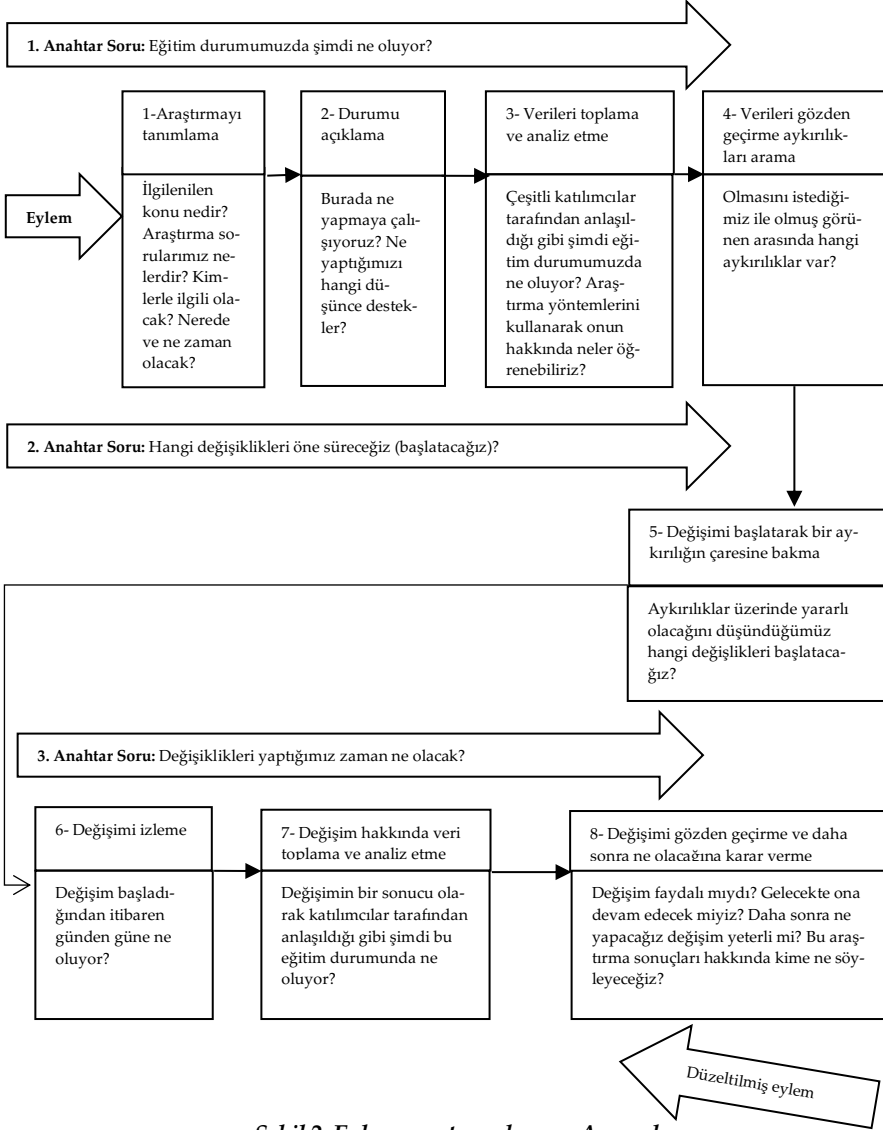 1. Anahtar Soru: Eğitim durumumuzda şimdi ne oluyor?
Eylem
1-Araştırmayı
tanımlama
İlgilenilen
konu nedir?
Araştırma so-
rularımız ne-
lerdir? Kim-
lerle ilgili ola-
cak? Nerede
ve ne zaman
olacak?
2- Durumu
açıklama
Burada ne
yapmaya çalı-
şıyoruz? Ne
yaptığımızı
hangi dü-
şünce destek-
ler?
3- Verileri toplama
ve analiz etme
Çeşitli katılımcılar
tarafından anlaşıl-
dığı gibi şimdi eği-
tim durumumuzda
ne oluyor? Araş-
tırma yöntemlerini
kullanarak onun
hakkında neler öğ-
renebiliriz?
4- Verileri gözden
geçirme aykırılık-
ları arama
Olmasını istediği-
miz ile olmuş görü-
nen arasında hangi
aykırılıklar var?
2. Anahtar Soru: Hangi değişiklikleri öne süreceğiz (başlatacağız)?
5- Değişimi başlatarak bir ay-
kırılığın çaresine bakma
Aykırılıklar üzerinde yararlı
olacağını düşündüğümüz
hangi değişlikleri başlataca-
ğız?
3. Anahtar Soru: Değişiklikleri yaptığımız zaman ne olacak?
6- Değişimi izleme
Değişim başladı-
ğından itibaren
günden güne ne
oluyor?
7- Değişim hakkında veri
toplama ve analiz etme
Değişimin bir sonucu ola-
rak katılımcılar tarafından
anlaşıldığı gibi şimdi bu
eğitim durumunda ne
oluyor?
8- Değişimi gözden geçirme ve daha
sonra ne olacağına karar verme
Değişim faydalı mıydı? Gelecekte ona
devam edecek miyiz? Daha sonra ne
yapacağız değişim yeterli mi? Bu araş-
tırma sonuçları hakkında kime ne söy-
leyeceğiz?
Düzeltilmiş eylem